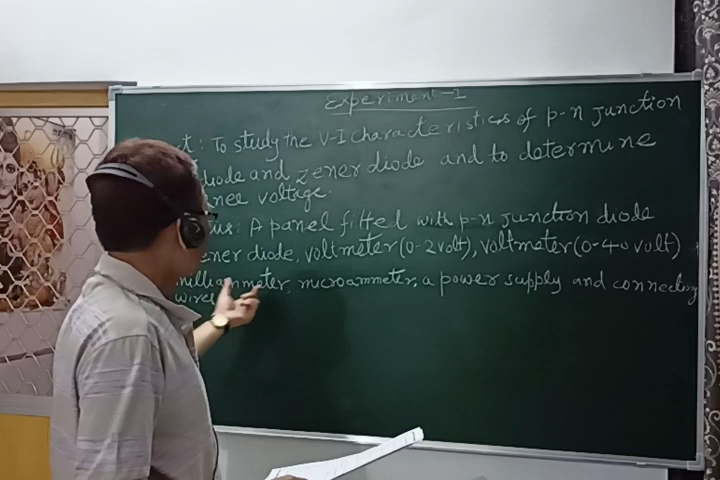 Experiment-I
t: To study the V-I characteristics of p-n junction
diode and zener diode and to determine
nee voltage.
us: A panel fitted with p-n junction diode
ener diode, voltmeter (0-2 volt), voltmeter (0-40 volt)
milliammeter, microammeter, a power supply and connecting
wires